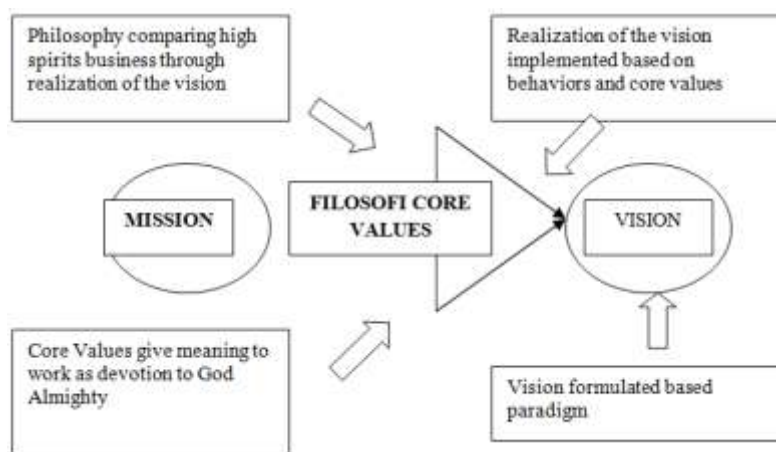 Philosophy comparing high
spirits business through
realization of the vision
Realization of the vision
implemented based on
behaviors and core values
MISSION
FILOSOFI CORE
VALUES
VISION
Core Values give meaning to
work as devotion to God
Almighty
Vision formulated based
paradigm